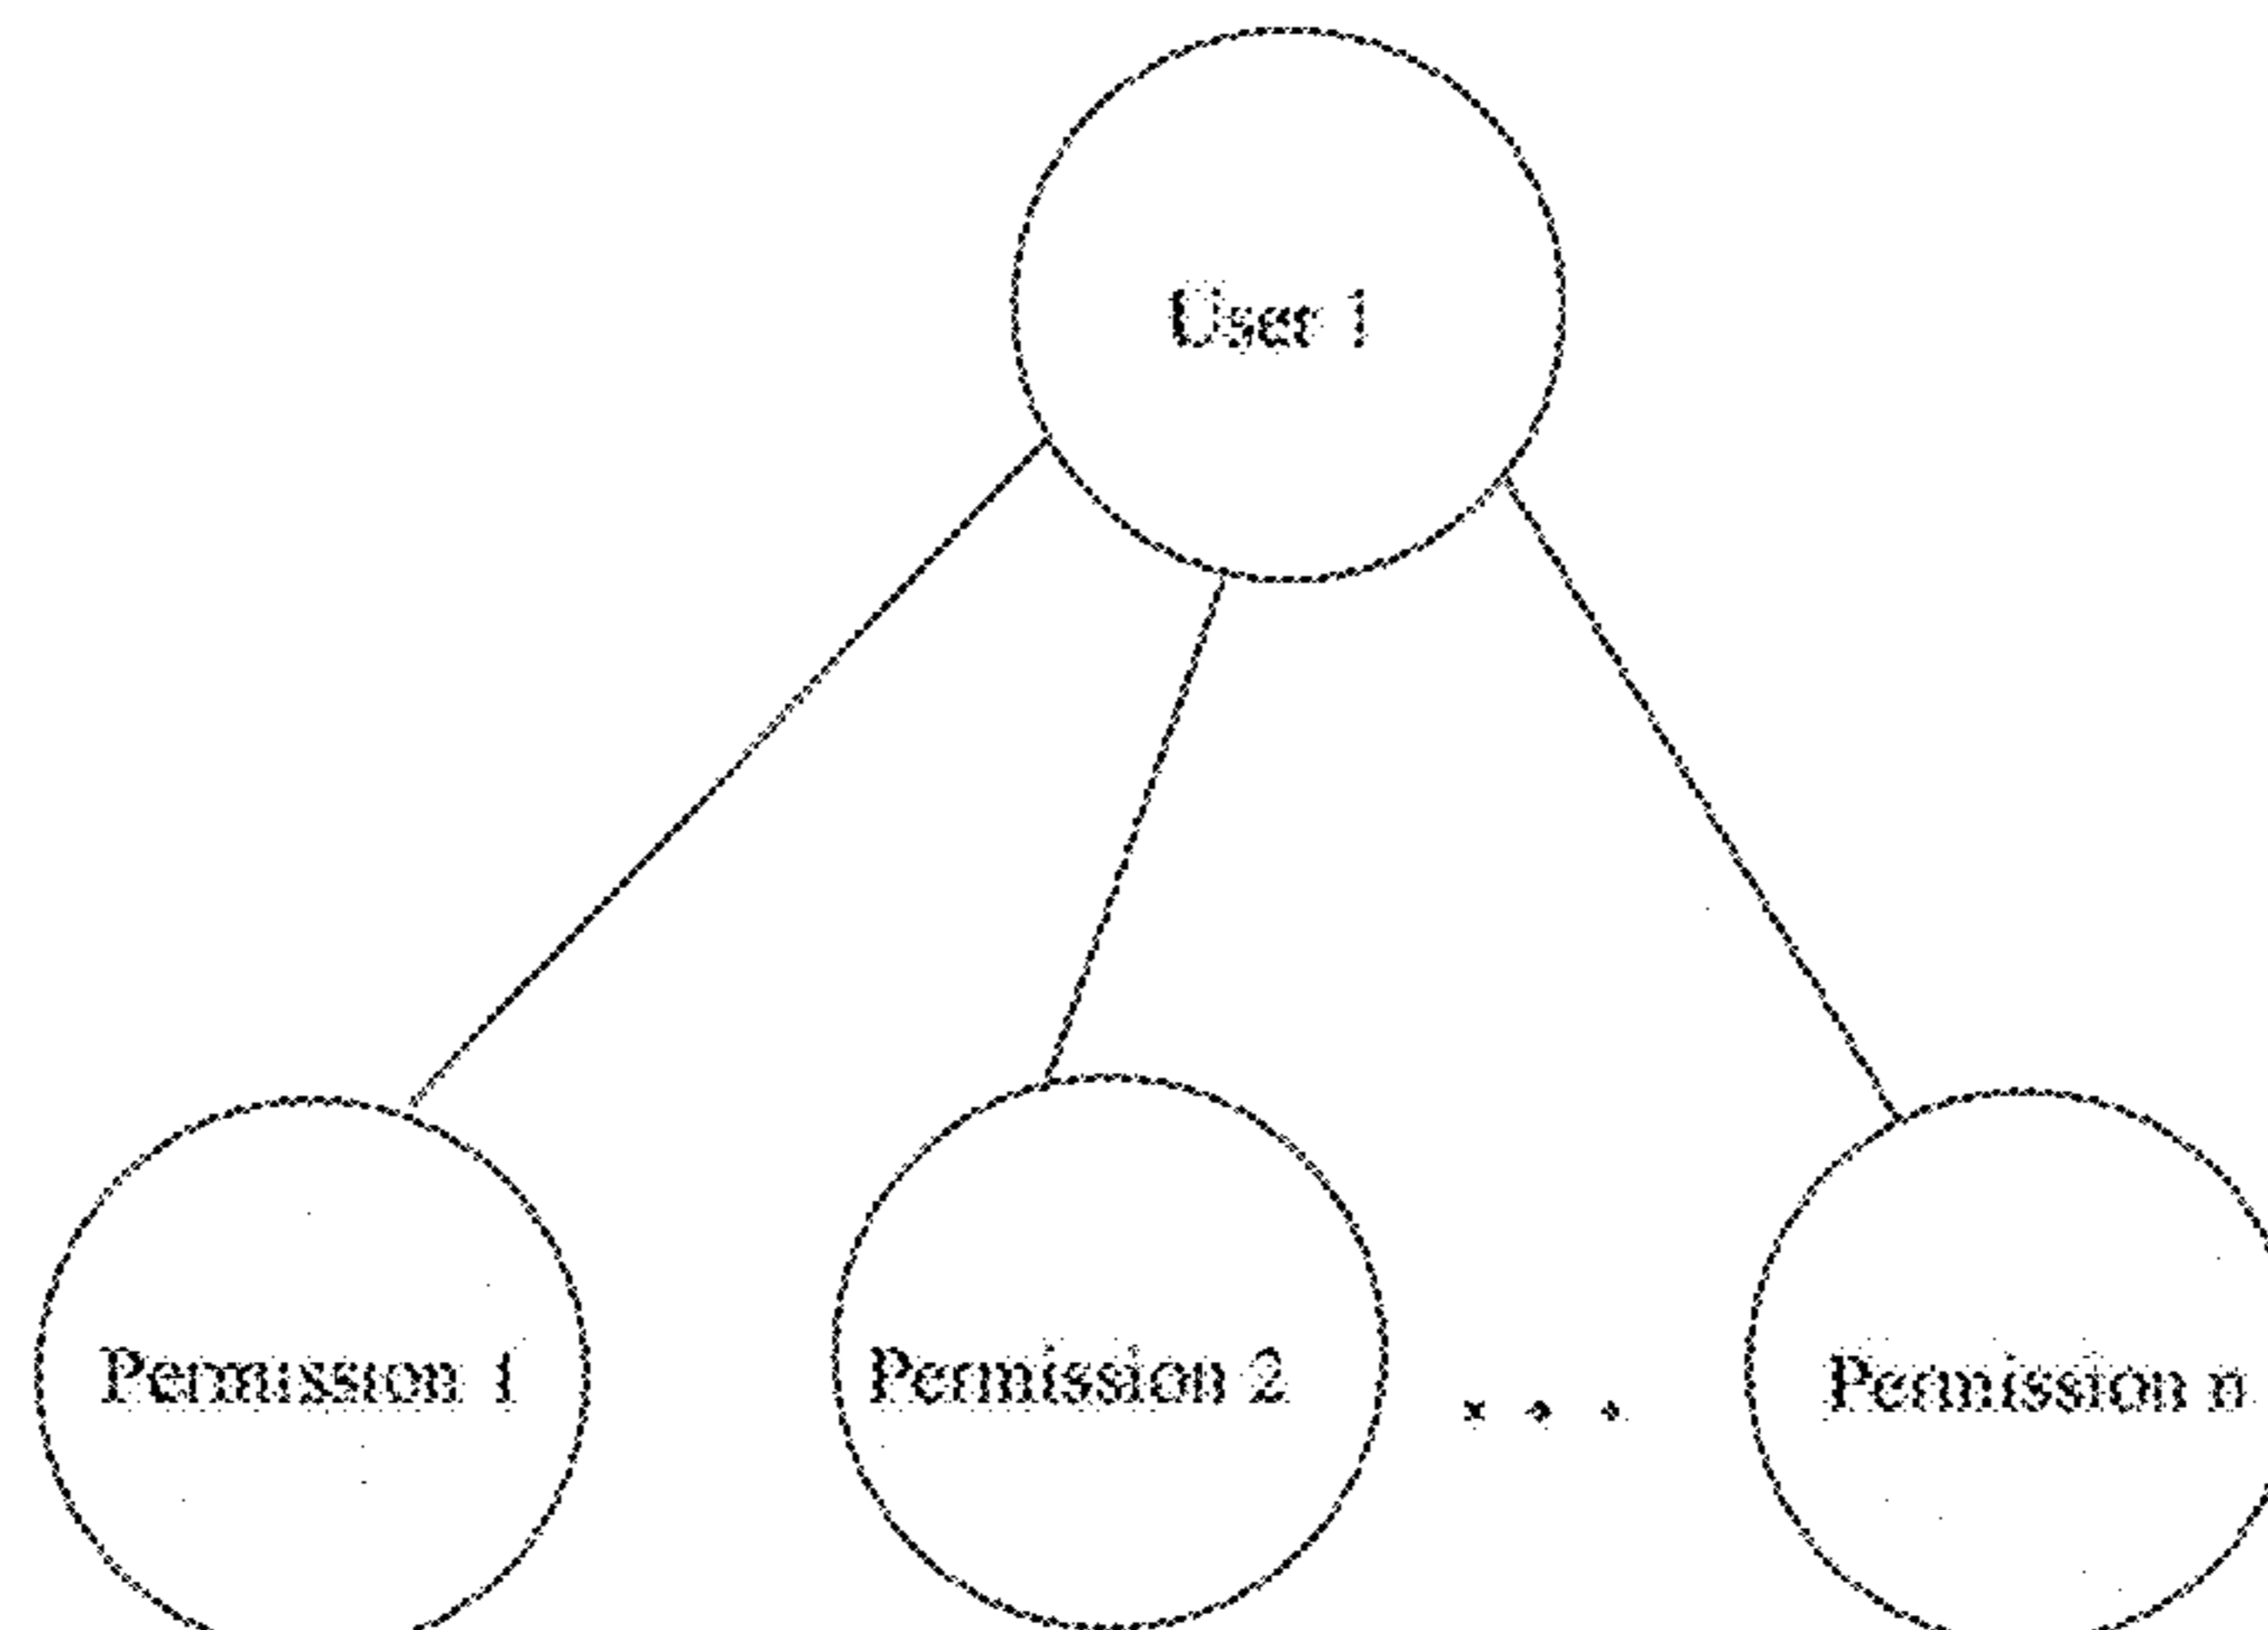 User 1
Permission 1
Permission 2
. . .
Permission n